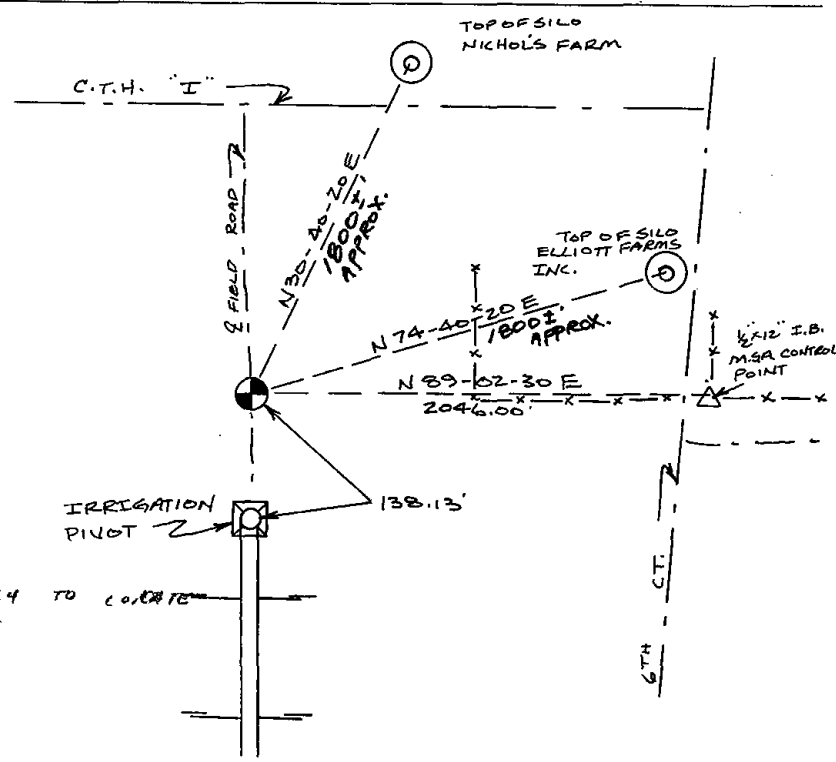 TOP OF SILO
NICHOL'S FARM
C.T.H. "I"
℄ FIELD ROAD
N30-40-20 E
1800±.
APPROX.
TOP OF SILO
ELLIOTT FARMS
INC.
N 74-40-20 E
1800±.
APPROX.
½"x12" I.B.
CONTROL
POINT
N 89-02-30 E
2046.00'
IRRIGATION
PIVOT
138.13'
TO
6TH CT.